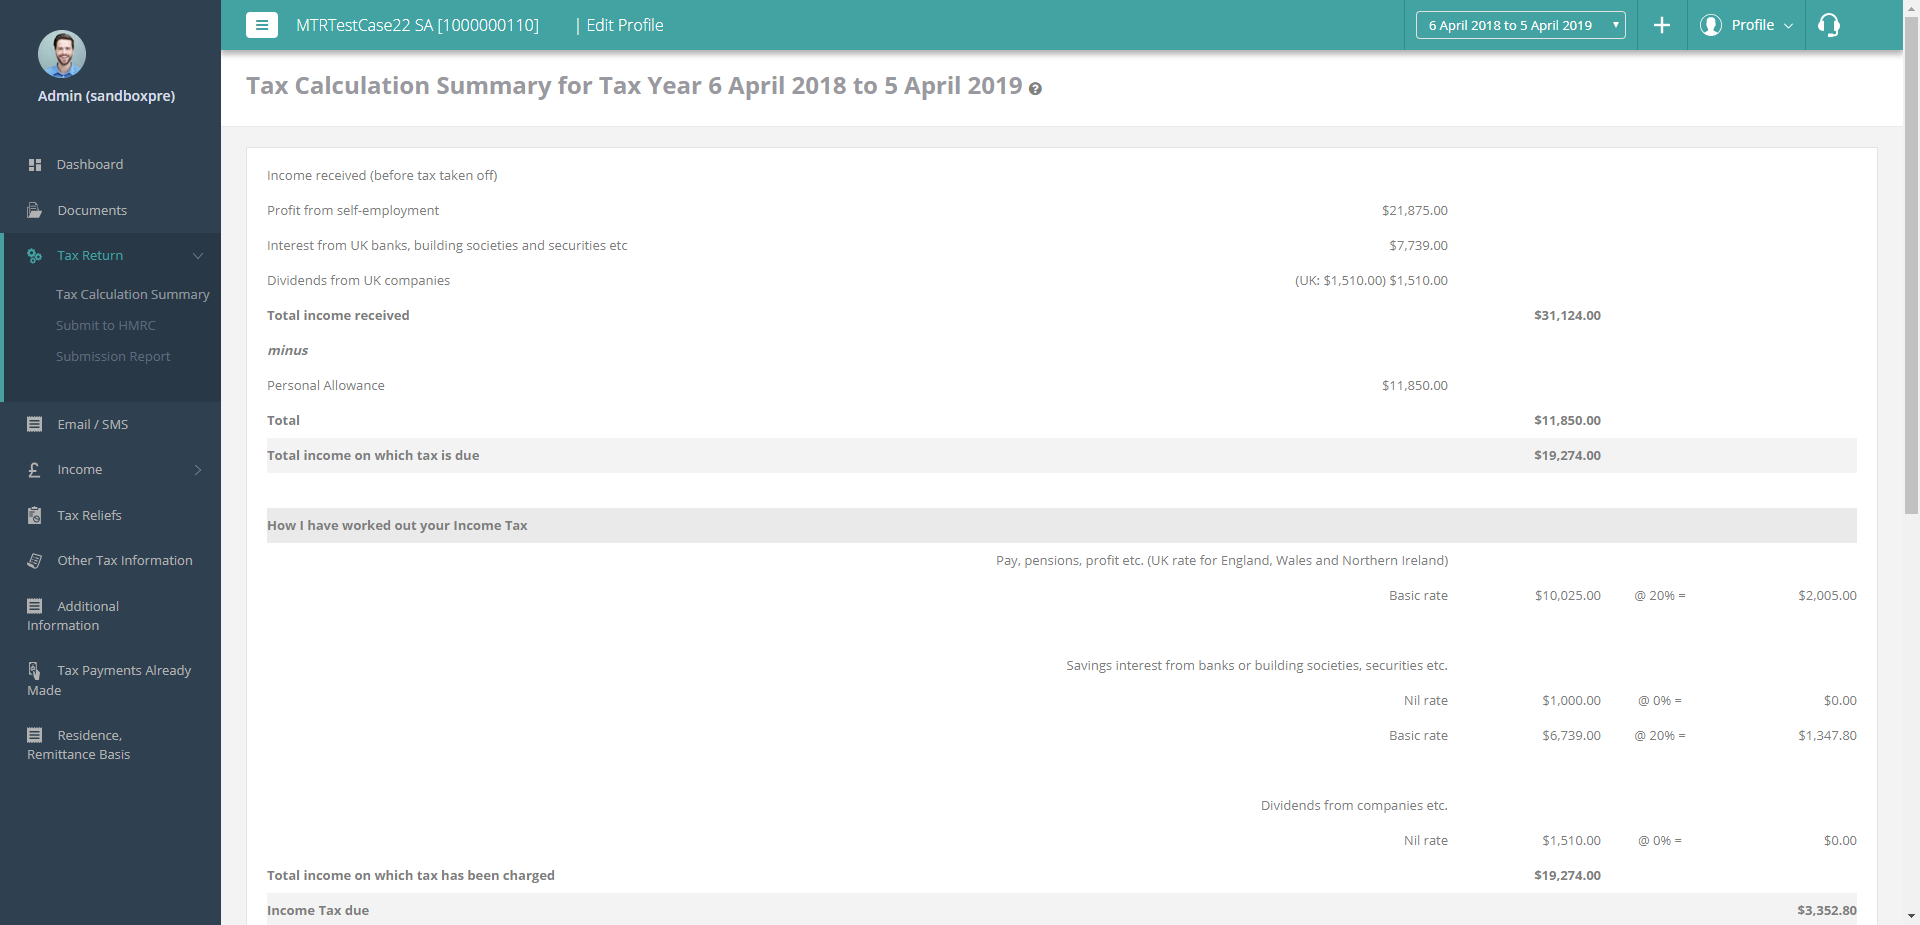 MTRTestCase22 SA [1000000110]
| Edit Profile
6 April 2018 to 5 April 2019
Profile
Admin (sandboxpre)
Dashboard
Documents
Tax Return
Tax Calculation Summary
Submit to HMRC
Submission Report
Email / SMS
Income
Tax Reliefs
Other Tax Information
Additional
Information
Tax Payments Already
Made
Residence,
Remittance Basis
Tax Calculation Summary for Tax Year 6 April 2018 to 5 April 2019
Income received (before tax taken off)
Profit from self-employment $21,875.00
Interest from UK banks, building societies and securities etc $7,739.00
Dividends from UK companies (UK: $1,510.00) $1,510.00
Total income received $31,124.00
minus
Personal Allowance $11,850.00
Total $11,850.00
Total income on which tax is due $19,274.00
How I have worked out your Income Tax
Pay, pensions, profit etc. (UK rate for England, Wales and Northern Ireland)
Basic rate $10,025.00 @ 20% = $2,005.00
Savings interest from banks or building societies, securities etc.
Nil rate $1,000.00 @ 0% = $0.00
Basic rate $6,739.00 @ 20% = $1,347.80
Dividends from companies etc.
Nil rate $1,510.00 @ 0% = $0.00
Total income on which tax has been charged $19,274.00
Income Tax due $3,352.80